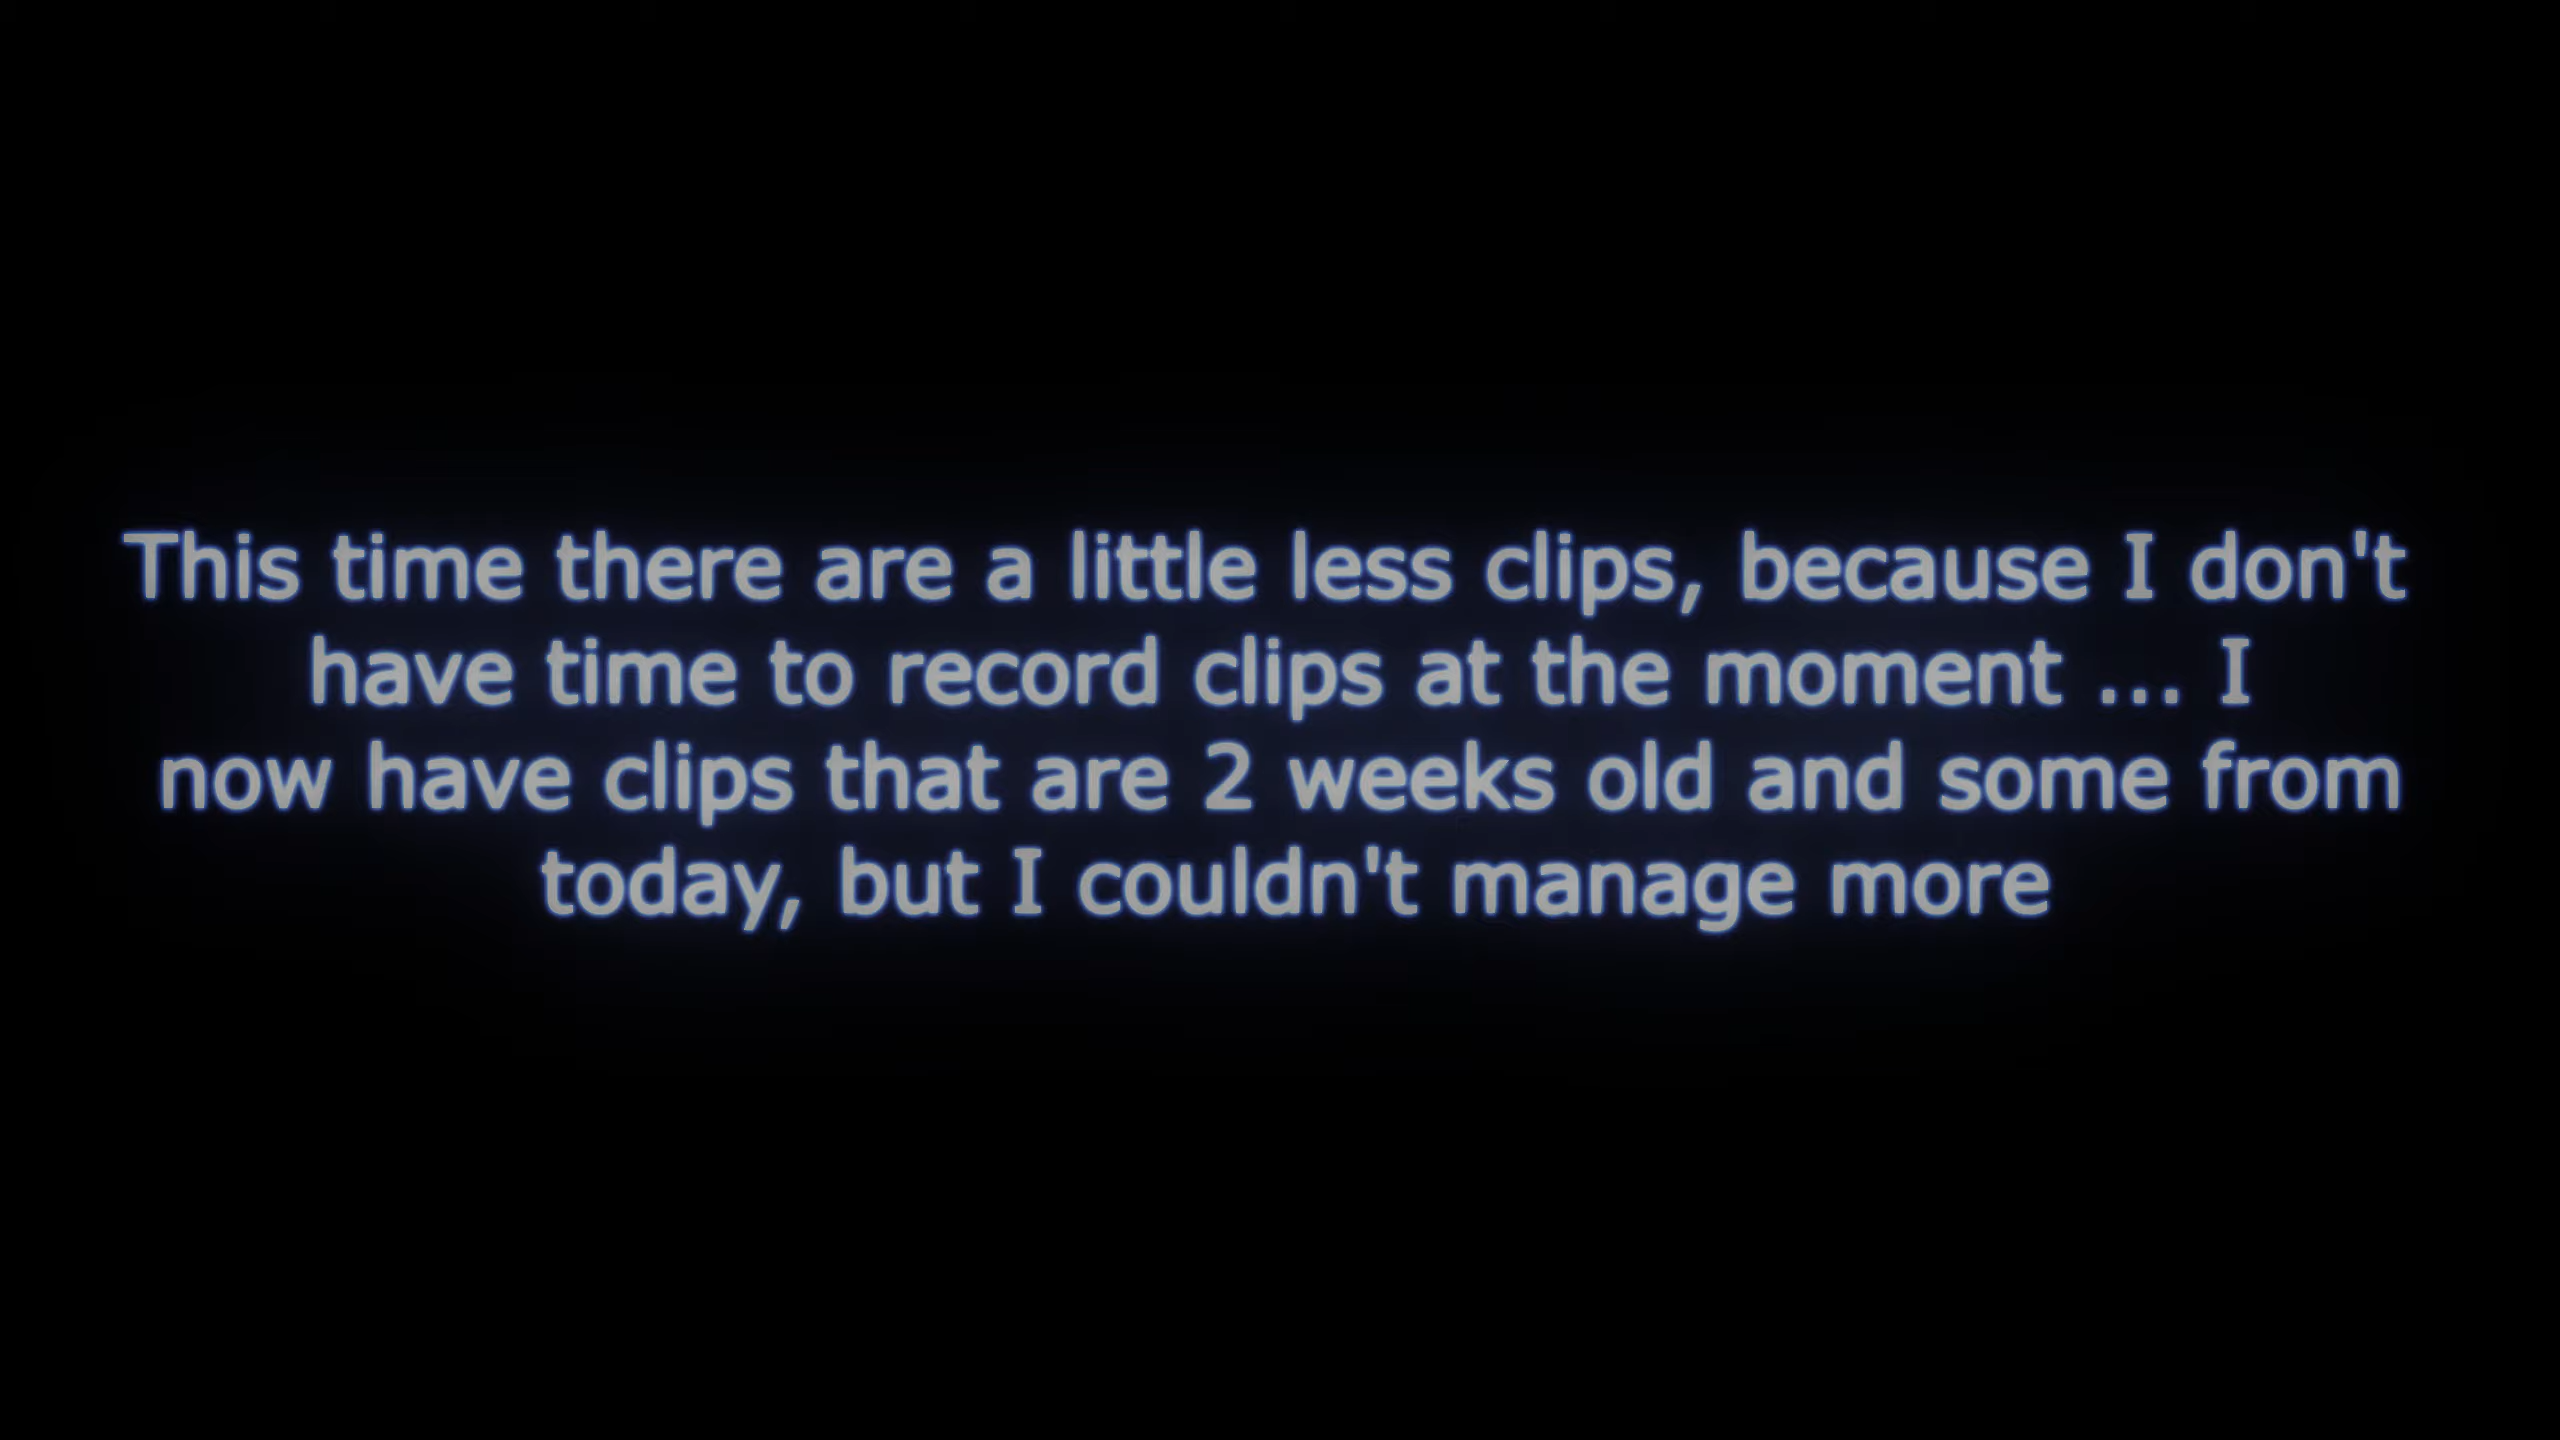 This time there are a little less clips, because I don't
have time to record clips at the moment ... I
now have clips that are 2 weeks old and some from
today, but I couldn't manage more